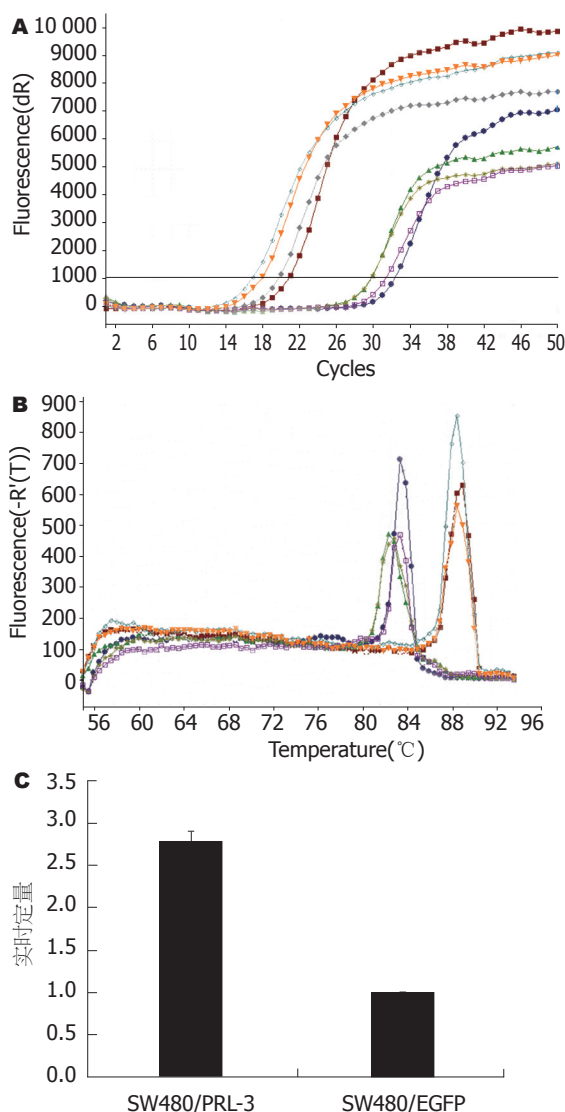 A
10 000
9000
8000
7000
6000
5000
4000
3000
2000
1000
0
Fluorescence(dR)
2 6 10 14 18 22 26 30 34 38 42 46 50
Cycles
B
900
800
700
600
500
400
300
200
100
0
Fluorescence(-R'(T))
56 60 64 68 72 76 80 84 88 92 96
Temperature(℃)
C
3.5
3.0
2.5
2.0
1.5
1.0
0.5
0.0
实时定量
SW480/PRL-3 SW480/EGFP